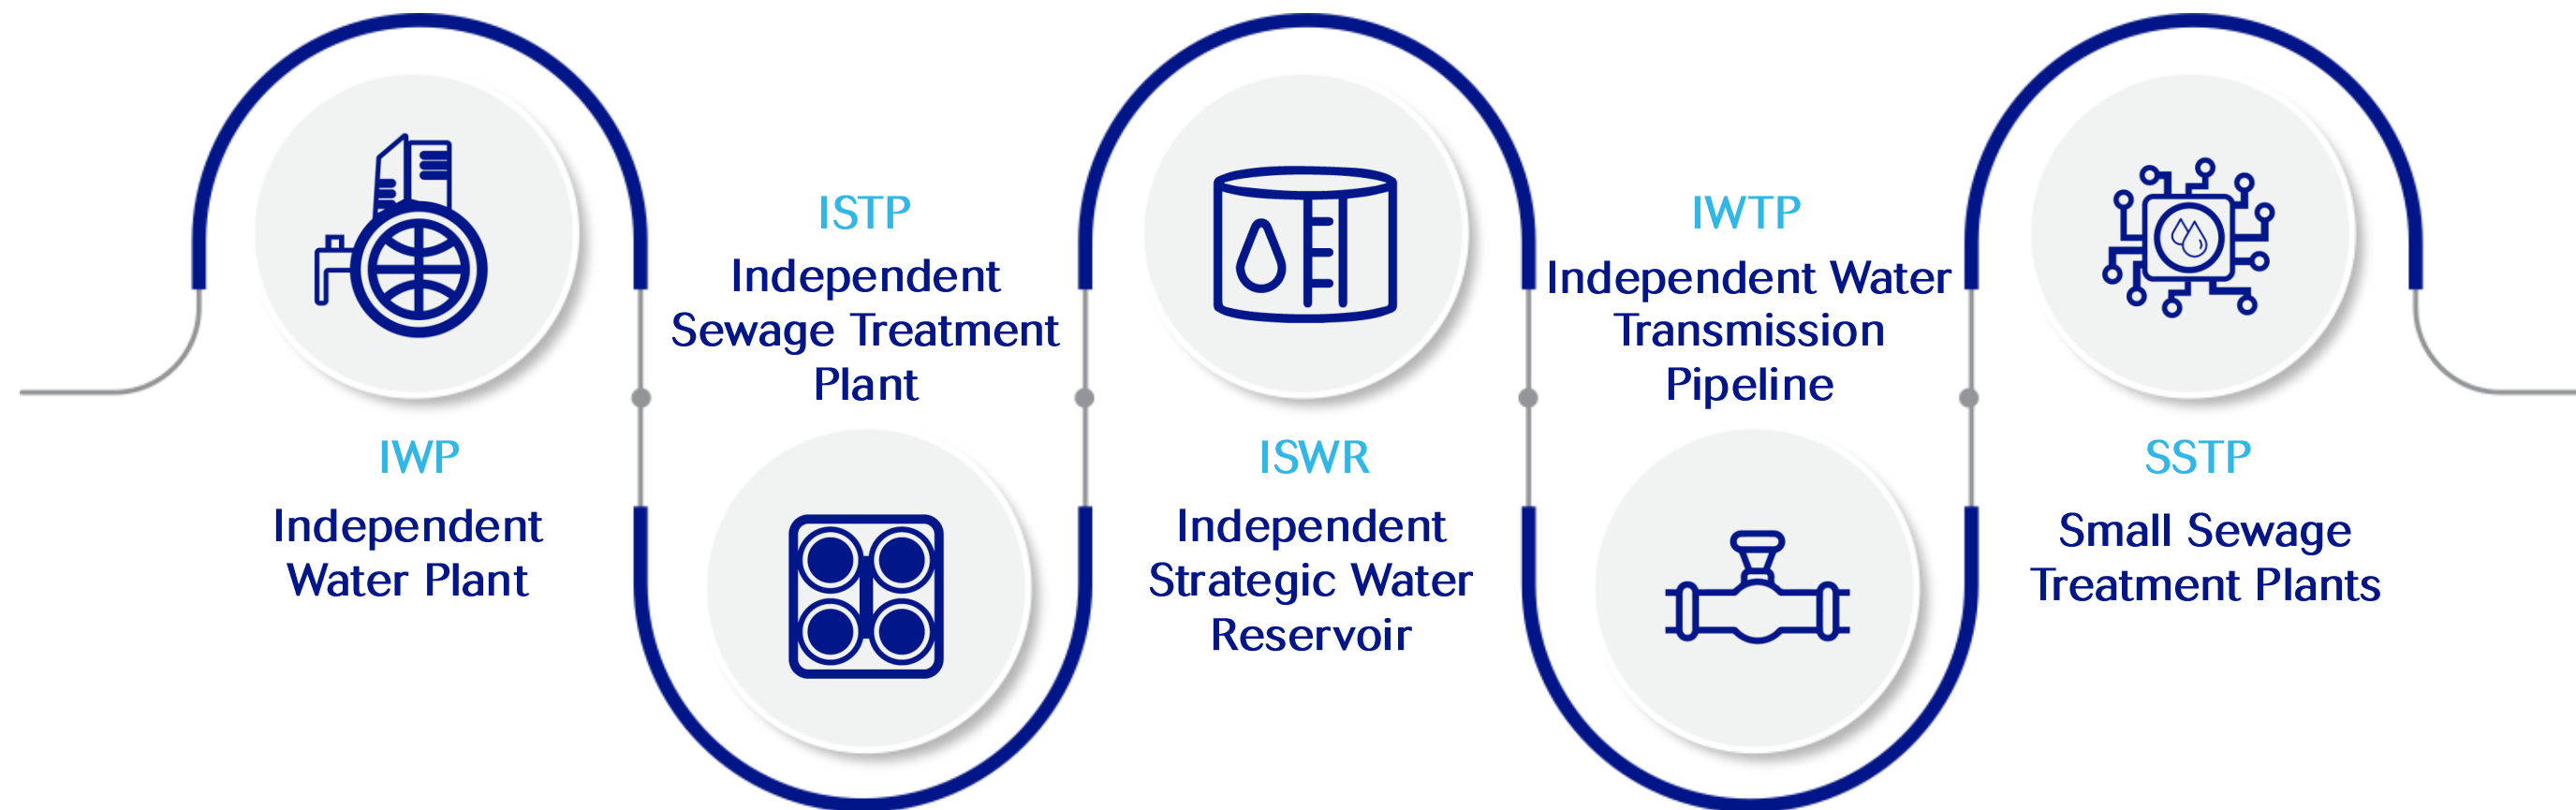 IWP
Independent
Water Plant
ISTP
Independent
Sewage Treatment
Plant
ISWR
Independent
Strategic Water
Reservoir
IWTP
Independent Water
Transmission
Pipeline
SSTP
Small Sewage
Treatment Plants